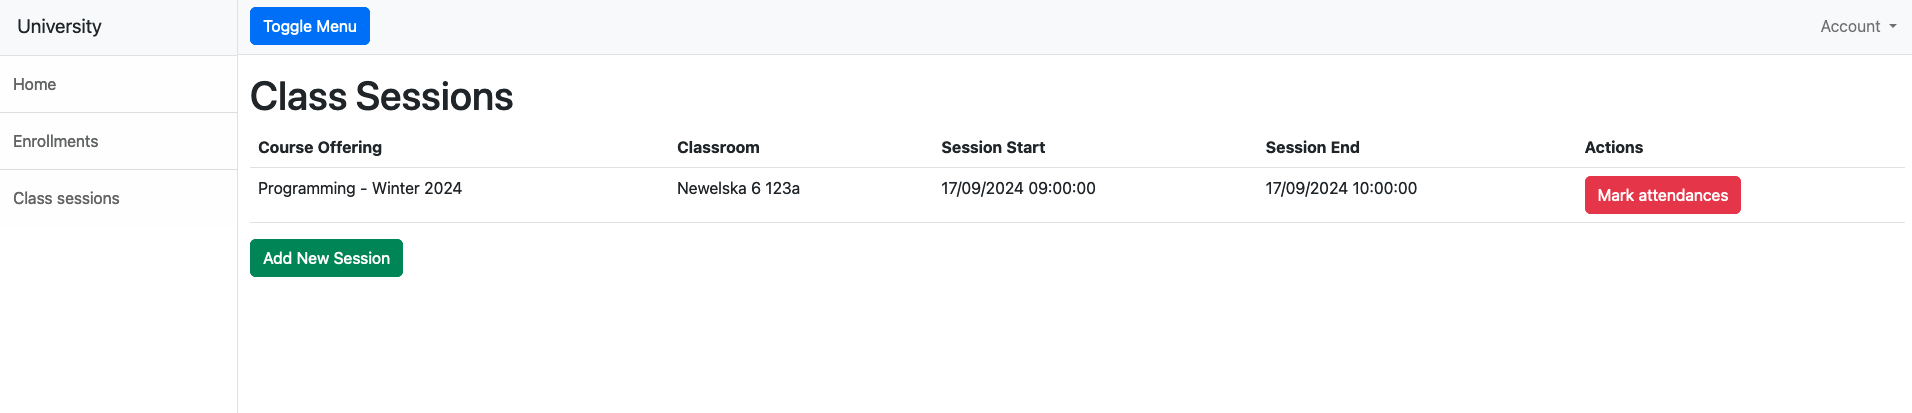 University
Toggle Menu
Account
Home
Enrollments
Class sessions
Class Sessions
Course Offering Classroom Session Start Session End Actions
Programming - Winter 2024 Newelska 6 123a 17/09/2024 09:00:00 17/09/2024 10:00:00 Mark attendances
Add New Session